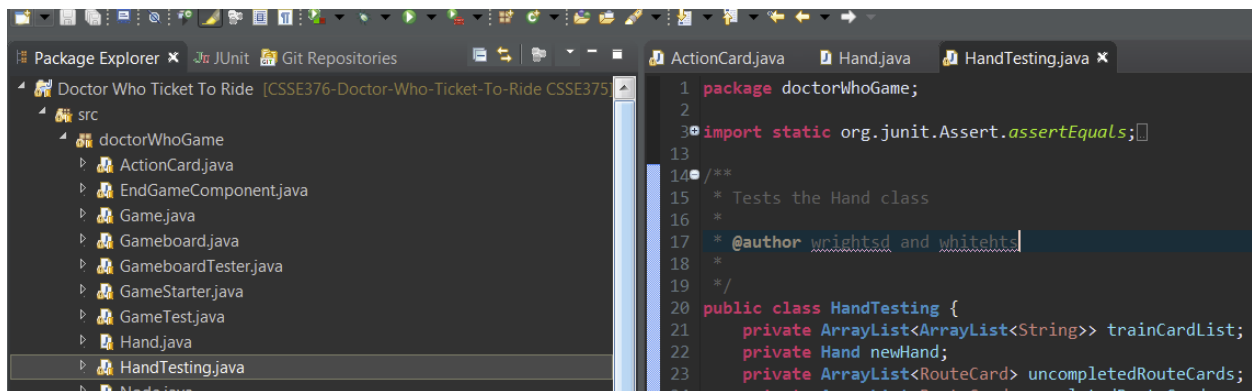 Package Explorer
JUnit
Git Repositories
Doctor Who Ticket To Ride [CSSE376-Doctor-Who-Ticket-To-Ride CSSE375]
src
doctorWhoGame
ActionCard.java
EndGameComponent.java
Game.java
Gameboard.java
GameboardTester.java
GameStarter.java
GameTest.java
Hand.java
HandTesting.java
ActionCard.java
Hand.java
HandTesting.java
1 package doctorWhoGame;
2
3 import static org.junit.Assert.assertEquals;
13
14 /**
15 * Tests the Hand class
16 *
17 * @author wrightsd and whitehts
18 *
19 */
20 public class HandTesting {
21 private ArrayList<ArrayList<String>> trainCardList;
22 private Hand newHand;
23 private ArrayList<RouteCard> uncompletedRouteCards;